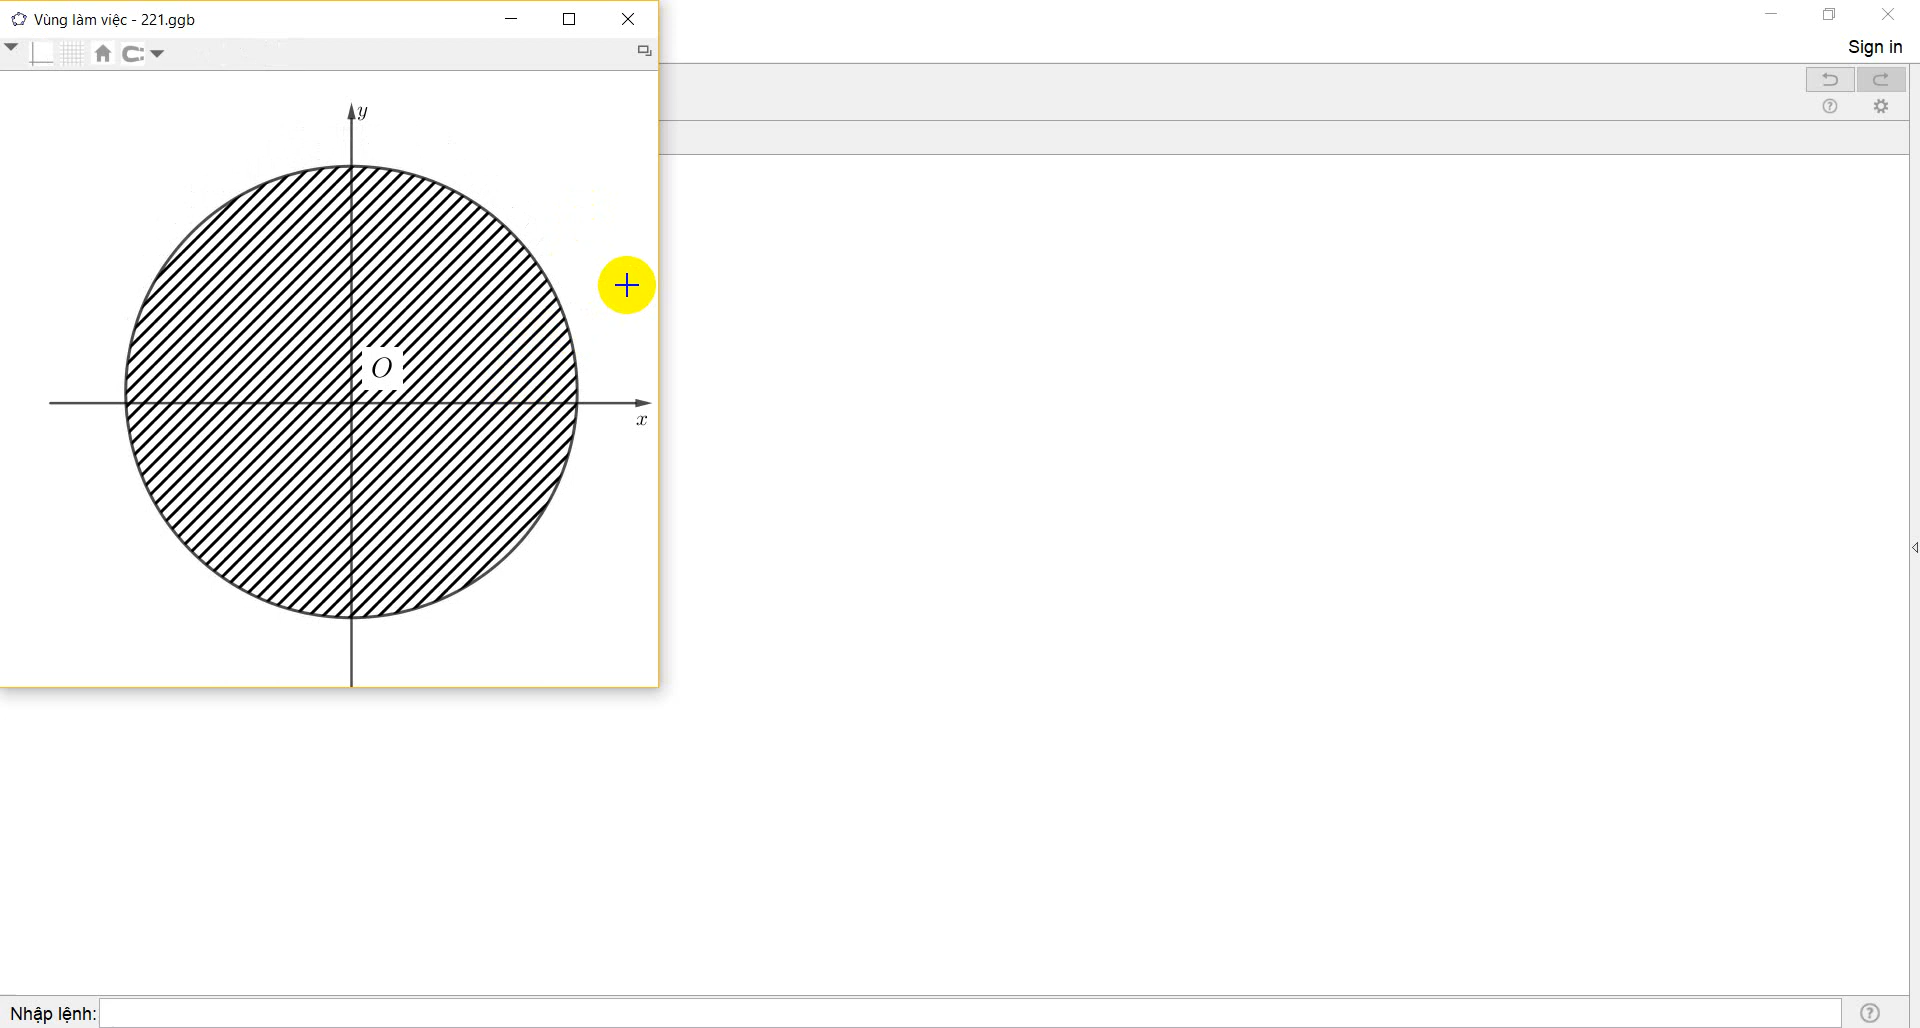 Vùng làm việc - 221.ggb
Sign in
y
O
x
Nhập lệnh: